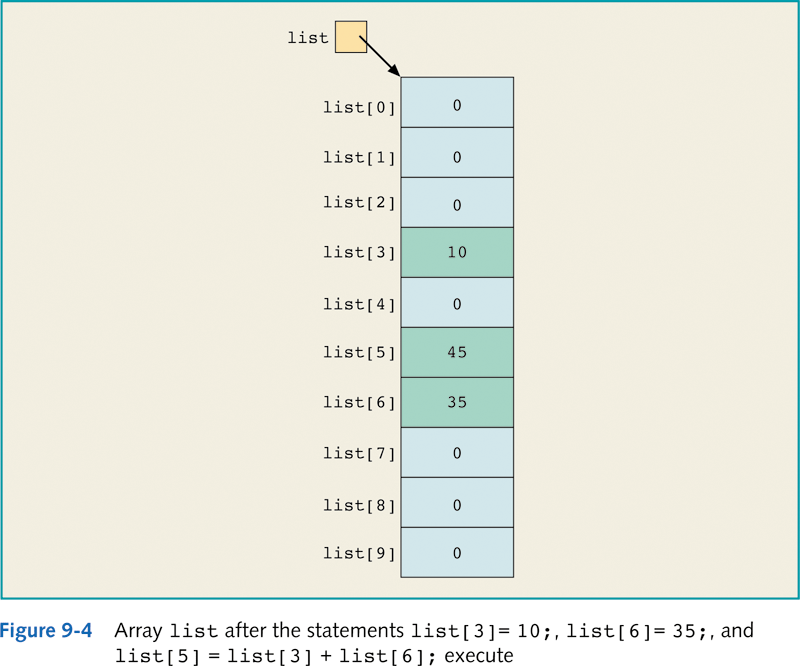 list
list[0] 0
list[1] 0
list[2] 0
list[3] 10
list[4] 0
list[5] 45
list[6] 35
list[7] 0
list[8] 0
list[9] 0
Figure 9-4 Array list after the statements list[3]= 10;, list[6]= 35;, and
list[5] = list[3] + list[6]; execute